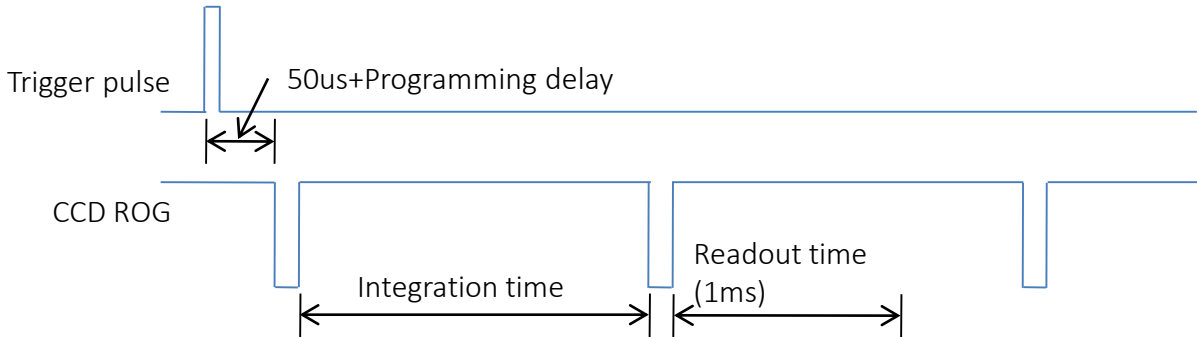 Trigger pulse
50us+Programming delay
CCD ROG
Integration time
Readout time
(1ms)